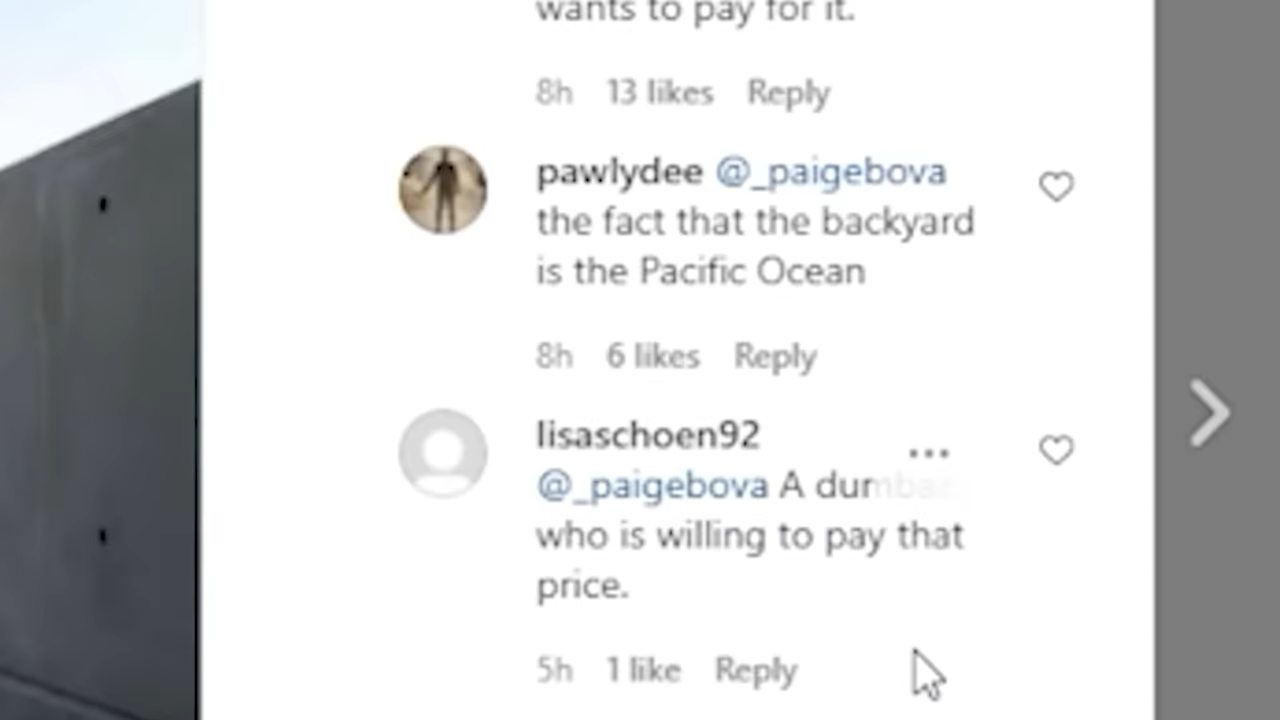 wants to pay for it.
8h 13 likes Reply
pawlydee @_paigebova
the fact that the backyard
is the Pacific Ocean
8h 6 likes Reply
lisaschoen92
@_paigebova A
who is willing to pay that
price.
5h 1 like Reply